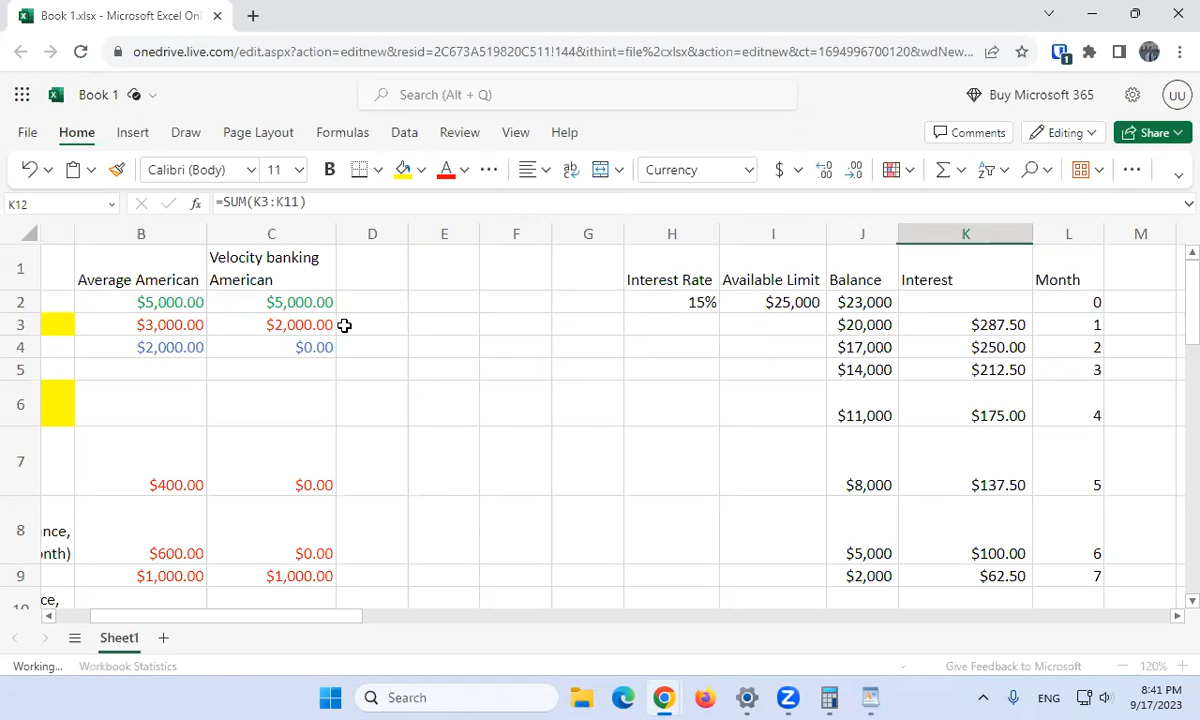 Book 1.xlsx - Microsoft Excel Onl
onedrive.live.com/edit.aspx?action=editnew&resid=2C673A519820C511!144&ithint=file%2cxlsx&action=editnew&ct=1694996700120&wdNew...
1
Book 1
Search (Alt + Q)
Buy Microsoft 365
UU
File Home Insert Draw Page Layout Formulas Data Review View Help
Comments
Editing
Share
Calibri (Body) 11 B A Currency $
K12 fx =SUM(K3:K11)
B C D E F G H I J K L M
Velocity banking
1 Average American American Interest Rate Available Limit Balance Interest Month
2 $5,000.00 $5,000.00 15% $25,000 $23,000 0
3 $3,000.00 $2,000.00 $20,000 $287.50 1
4 $2,000.00 $0.00 $17,000 $250.00 2
5 $14,000 $212.50 3
6 $11,000 $175.00 4
7 $400.00 $0.00 $8,000 $137.50 5
8 nce,
nth) $600.00 $0.00 $5,000 $100.00 6
9 $1,000.00 $1,000.00 $2,000 $62.50 7
10 ce,
Sheet1
Working... Workbook Statistics Give Feedback to Microsoft 120%
Search
ENG
8:41 PM
9/17/2023